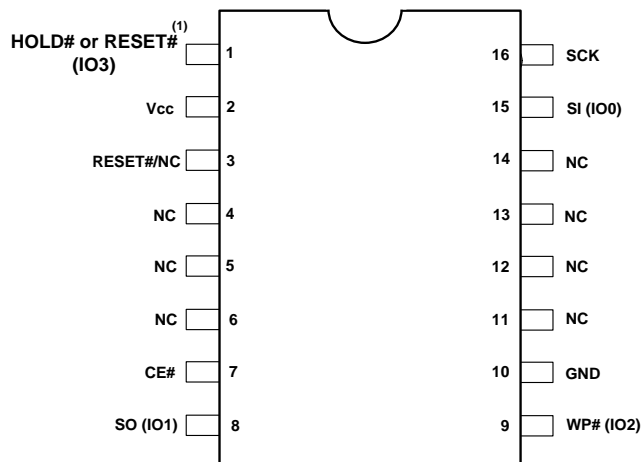 HOLD# or RESET# (1)
(IO3)
1
16
SCK
Vcc
2
15
SI (IO0)
RESET#/NC
3
14
NC
NC
4
13
NC
NC
5
12
NC
NC
6
11
NC
CE#
7
10
GND
SO (IO1)
8
9
WP# (IO2)